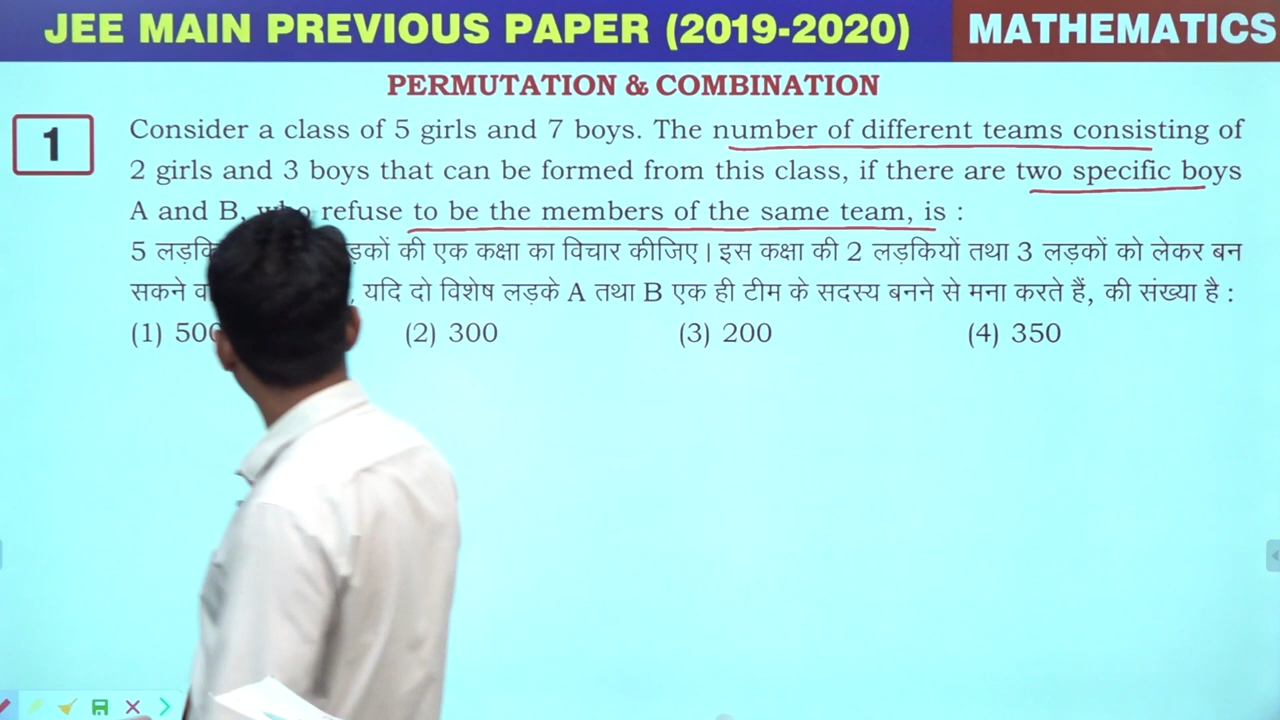 JEE MAIN PREVIOUS PAPER (2019-2020) MATHEMATICS
PERMUTATION & COMBINATION
1
Consider a class of 5 girls and 7 boys. The number of different teams consisting of
2 girls and 3 boys that can be formed from this class, if there are two specific boys
A and B, who refuse to be the members of the same team, is :
5 की एक कक्षा का विचार कीजिए। इस कक्षा की 2 लड़कियों तथा 3 लड़कों को लेकर बन
सकने यदि दो विशेष लड़के A तथा B एक ही टीम के सदस्य बनने से मना करते हैं, की संख्या है :
(1) 500 (2) 300 (3) 200 (4) 350